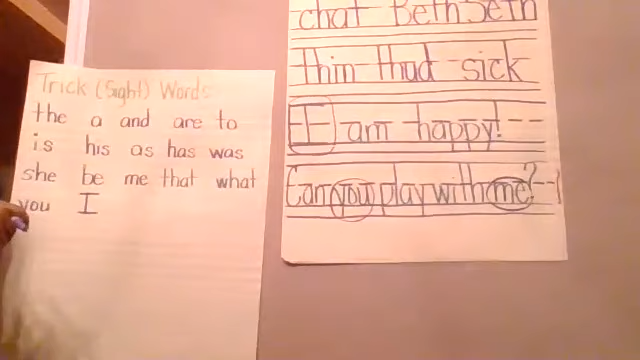 Trick (Sight) Words
the a and are to
is his as has was
she be me that what
you I
chat Beth Seth
thin thud sick
I am happy!
Can you play with me?